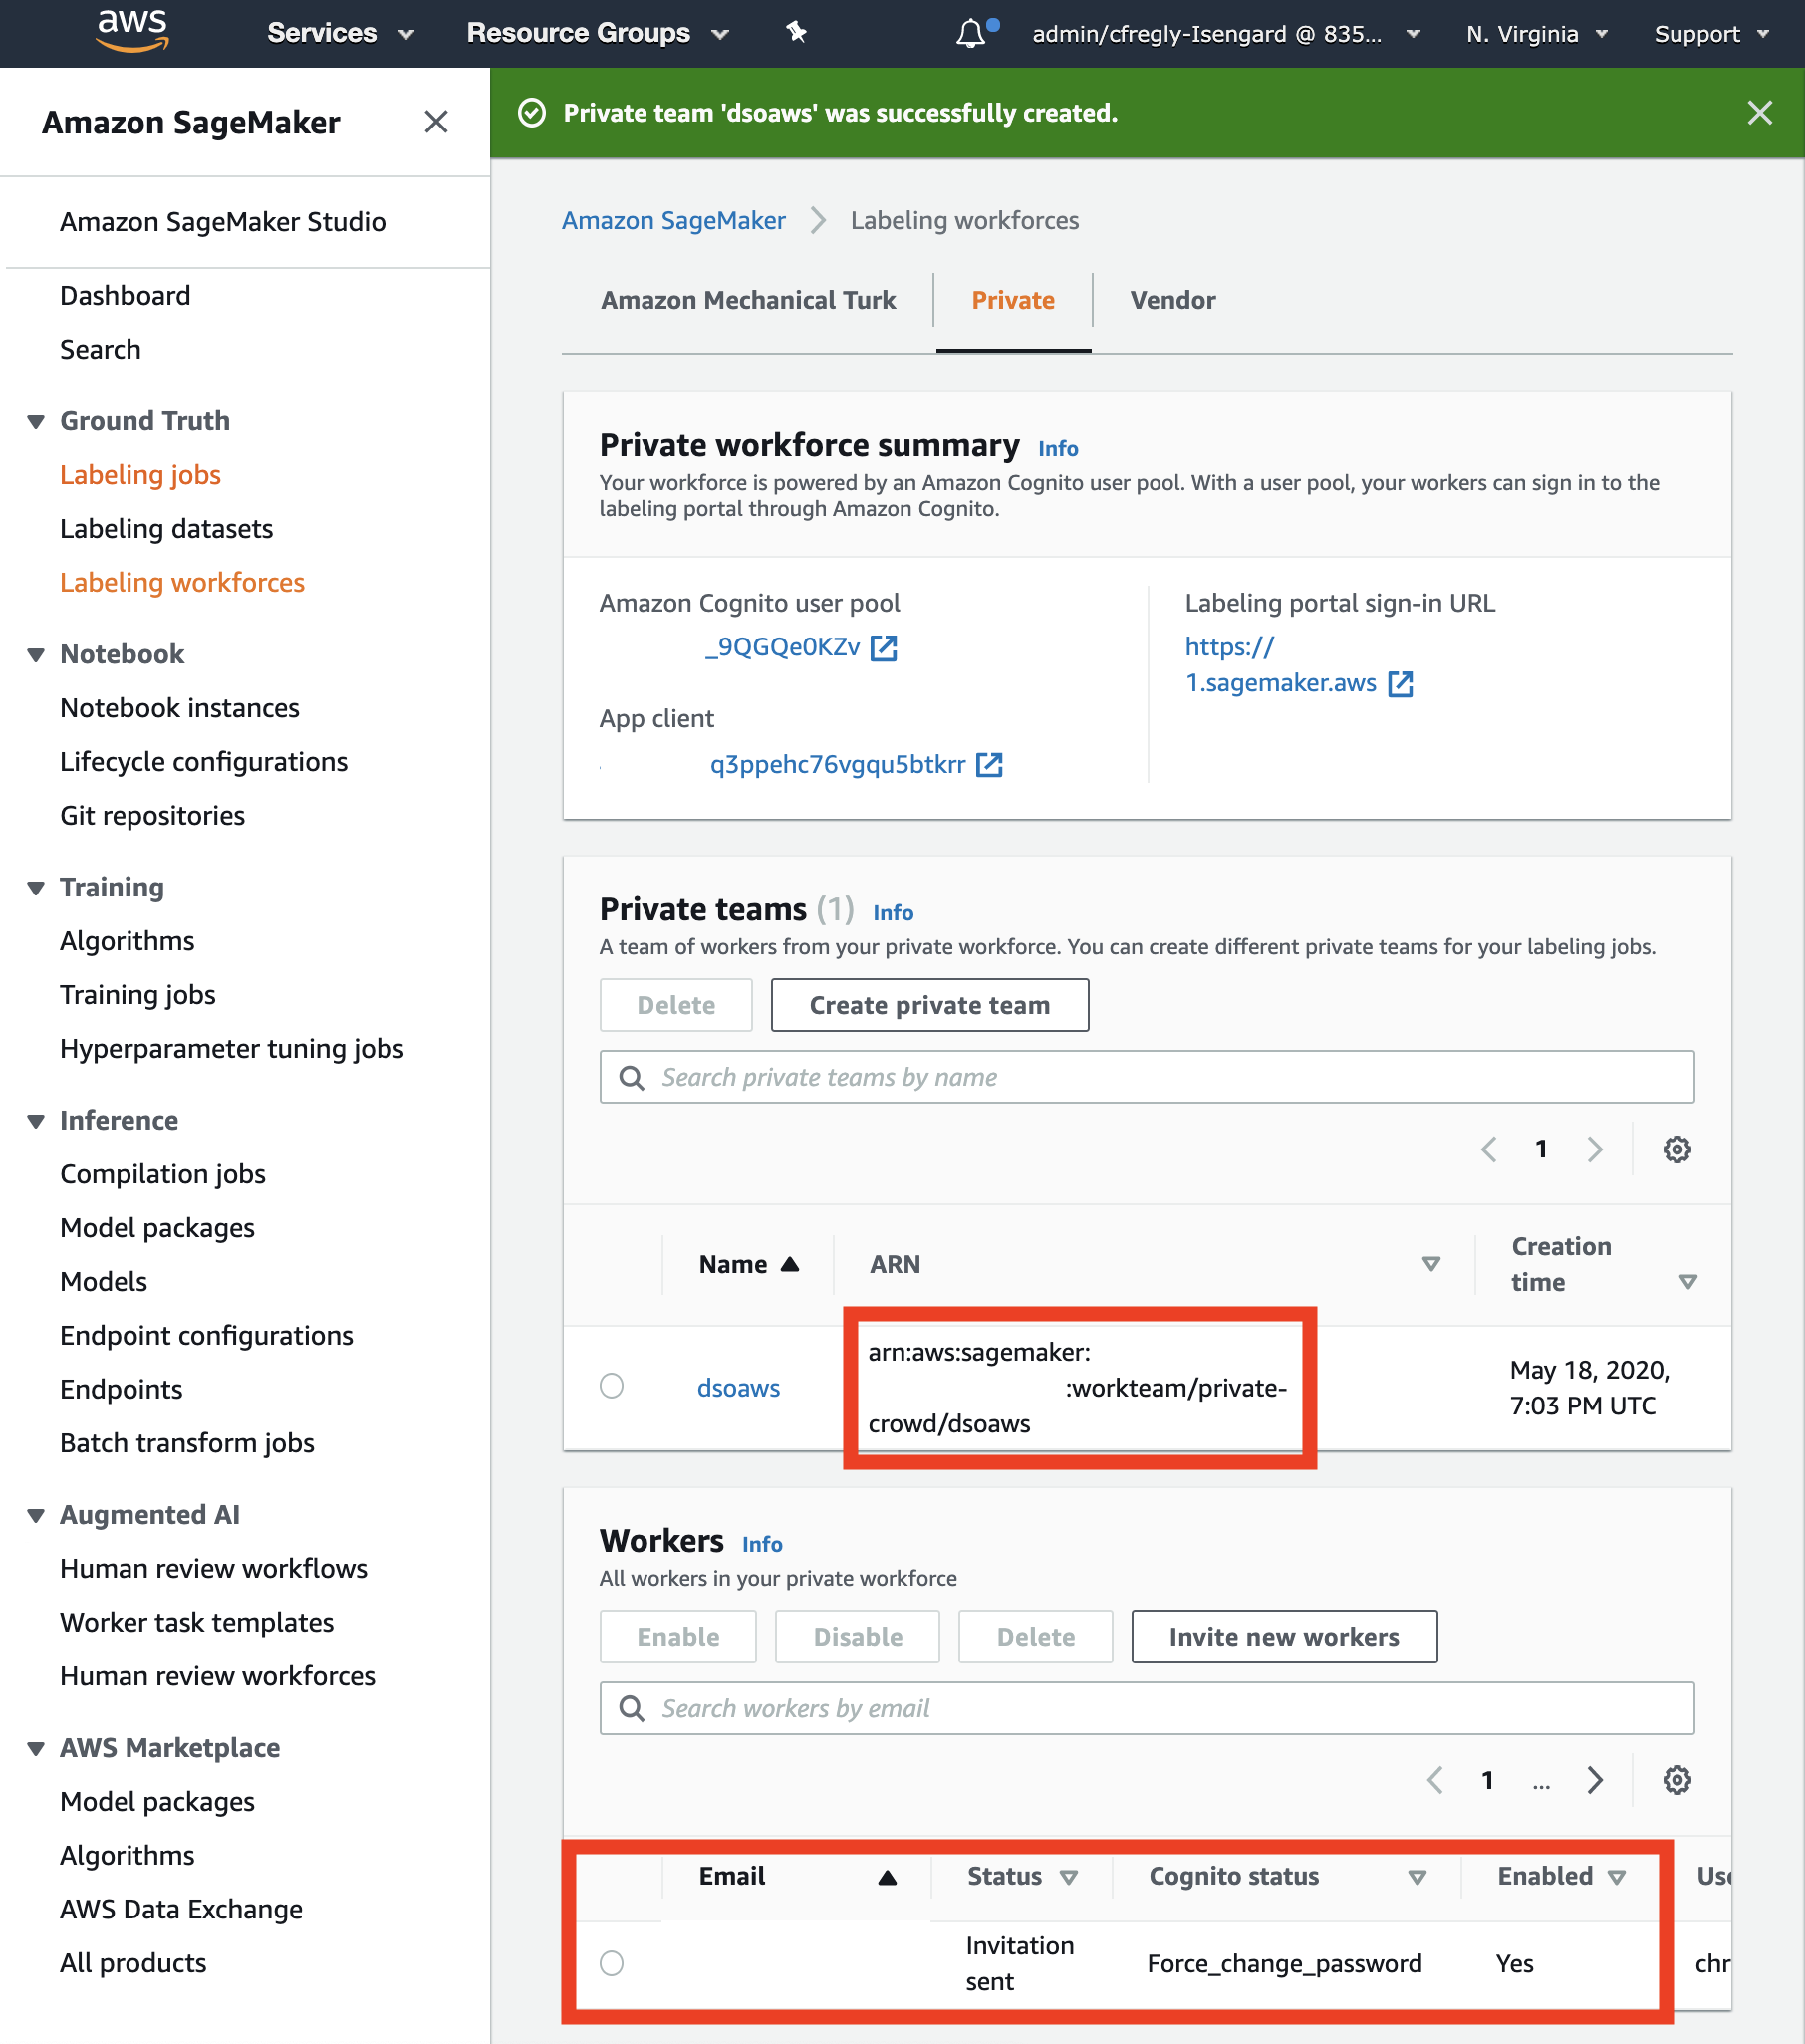 aws
Services
Resource Groups
admin/cfregly-Isengard @ 835...
N. Virginia
Support
Amazon SageMaker
Amazon SageMaker Studio
Dashboard
Search
Ground Truth
Labeling jobs
Labeling datasets
Labeling workforces
Notebook
Notebook instances
Lifecycle configurations
Git repositories
Training
Algorithms
Training jobs
Hyperparameter tuning jobs
Inference
Compilation jobs
Model packages
Models
Endpoint configurations
Endpoints
Batch transform jobs
Augmented AI
Human review workflows
Worker task templates
Human review workforces
AWS Marketplace
Model packages
Algorithms
AWS Data Exchange
All products
Private team 'dsoaws' was successfully created.
Amazon SageMaker
Labeling workforces
Amazon Mechanical Turk
Private
Vendor
Private workforce summary Info
Your workforce is powered by an Amazon Cognito user pool. With a user pool, your workers can sign in to the
labeling portal through Amazon Cognito.
Amazon Cognito user pool
_9QGQe0KZv
App client
q3ppehc76vgqu5btkrr
Labeling portal sign-in URL
https://
1.sagemaker.aws
Private teams (1) Info
A team of workers from your private workforce. You can create different private teams for your labeling jobs.
Delete
Create private team
Search private teams by name
1
Name
ARN
Creation
time
dsoaws
arn:aws:sagemaker:
:workteam/private-
crowd/dsoaws
May 18, 2020,
7:03 PM UTC
Workers Info
All workers in your private workforce
Enable
Disable
Delete
Invite new workers
Search workers by email
1 ...
Email
Status
Cognito status
Enabled
Use
Invitation
sent
Force_change_password
Yes
chr